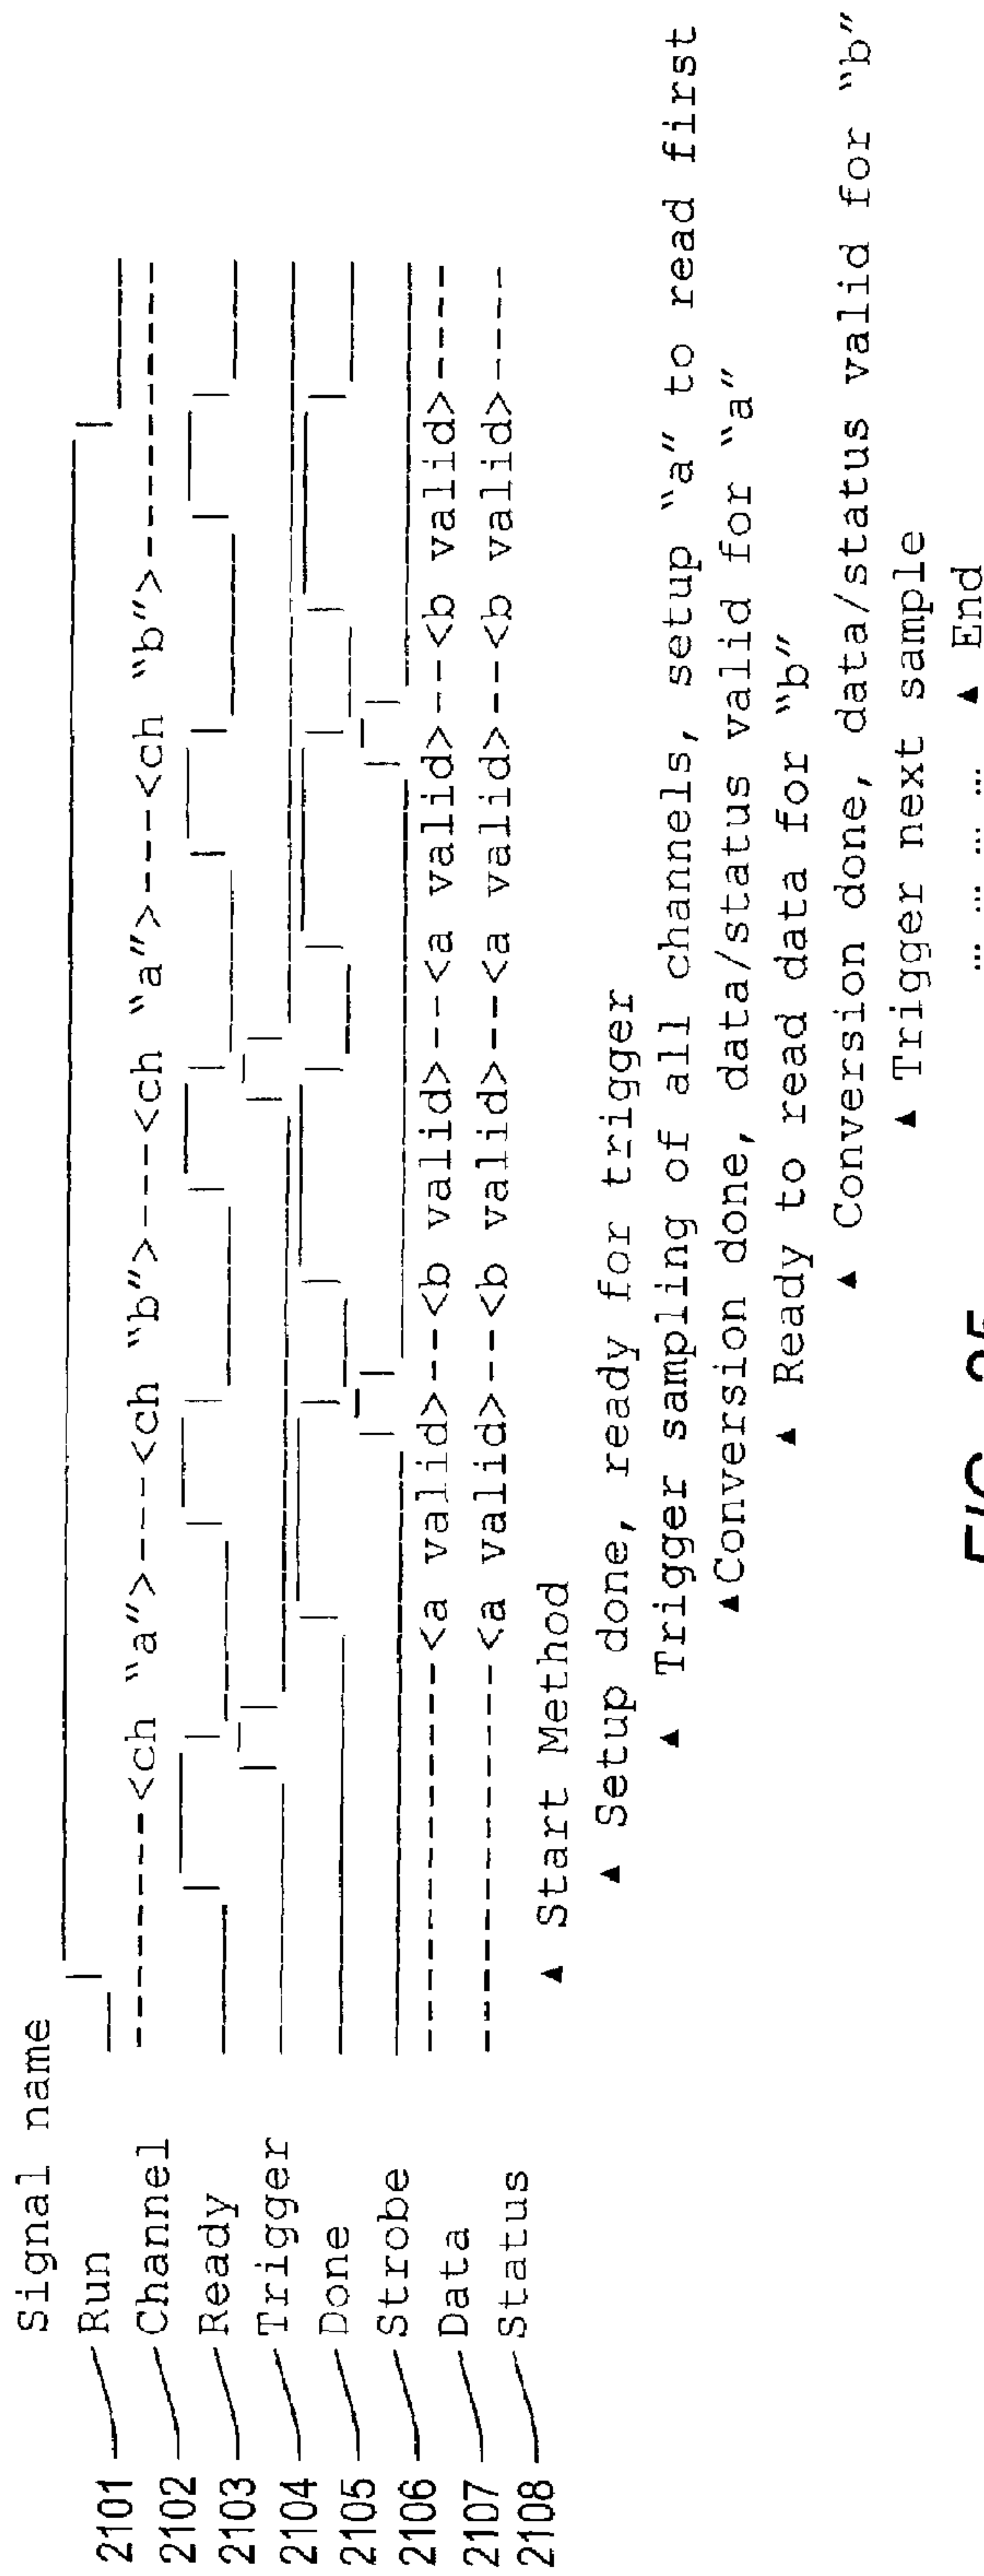 Signal name
2101 Run
2102 Channel ------<ch "a">---<ch "b">----<ch "a">----<ch "b">---------
2103 Ready
2104 Trigger
2105 Done
2106 Strobe
2107 Data ------------<a valid>--<b valid>--<a valid>--<b valid>----
2108 Status ------------<a valid>--<b valid>--<a valid>--<b valid>----
▲ Start Method
▲ Setup done, ready for trigger
▲ Trigger sampling of all channels, setup "a" to read first
▲Conversion done, data/status valid for "a"
▲ Ready to read data for "b"
▲ Conversion done, data/status valid for "b"
▲ Trigger next sample
... ... ... ... ▲ End
FIG. 25